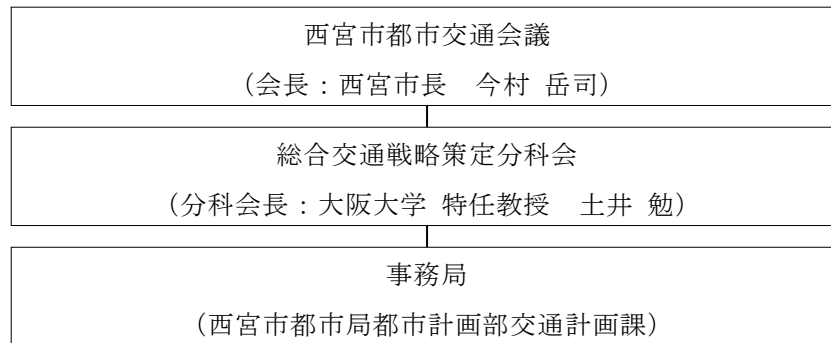 西宮市都市交通会議
（会長：西宮市長　今村 岳司）
総合交通戦略策定分科会
（分科会長：大阪大学 特任教授　土井 勉）
事務局
（西宮市都市局都市計画部交通計画課）